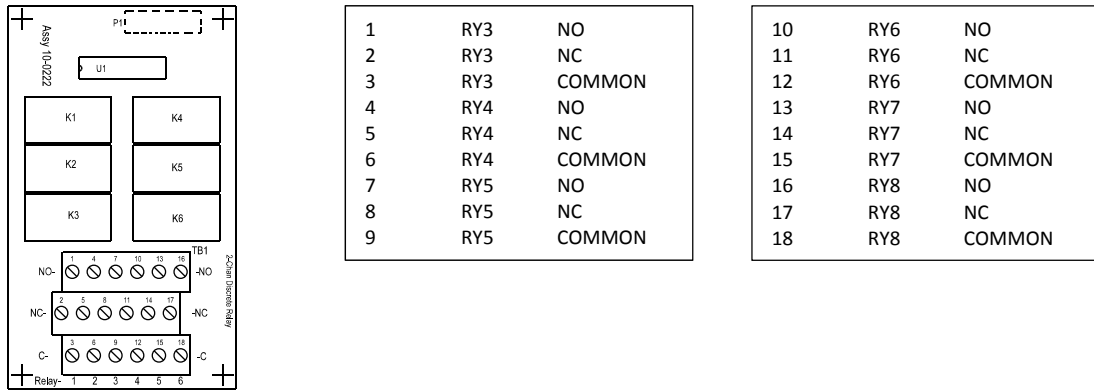 P1
Assy 10-0222
U1
K1 K4
K2 K5
K3 K6
TB1
2-Chan Discrete Relay
1 4 7 10 13 16
NO- -NO
2 5 8 11 14 17
NC- -NC
3 6 9 12 15 18
C- -C
Relay- 1 2 3 4 5 6
1 RY3 NO
2 RY3 NC
3 RY3 COMMON
4 RY4 NO
5 RY4 NC
6 RY4 COMMON
7 RY5 NO
8 RY5 NC
9 RY5 COMMON
10 RY6 NO
11 RY6 NC
12 RY6 COMMON
13 RY7 NO
14 RY7 NC
15 RY7 COMMON
16 RY8 NO
17 RY8 NC
18 RY8 COMMON